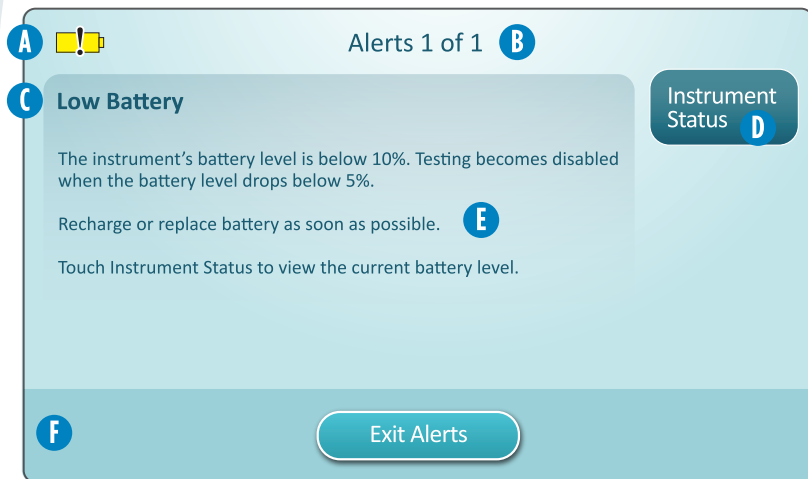 A
Alerts 1 of 1 B
C Low Battery
Instrument
Status D
The instrument's battery level is below 10%. Testing becomes disabled
when the battery level drops below 5%.
Recharge or replace battery as soon as possible. E
Touch Instrument Status to view the current battery level.
F
Exit Alerts